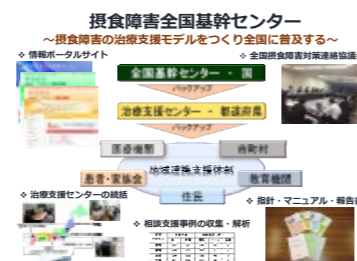 摂食障害全国基幹センター
～摂食障害の治療支援モデルをつくり全国に普及する～
❖ 情報ポータルサイト
❖ 全国摂食障害対策連絡協議
全国基幹センター ・ 国
バックアップ
治療支援センター ・ 都道府県
バックアップ
医療機関
市町村
地域連携支援体制
患者・家族会
教育機関
住民
❖ 治療支援センターの統括
❖ 指針・マニュアル・報告
❖ 相談支援事例の収集・解析